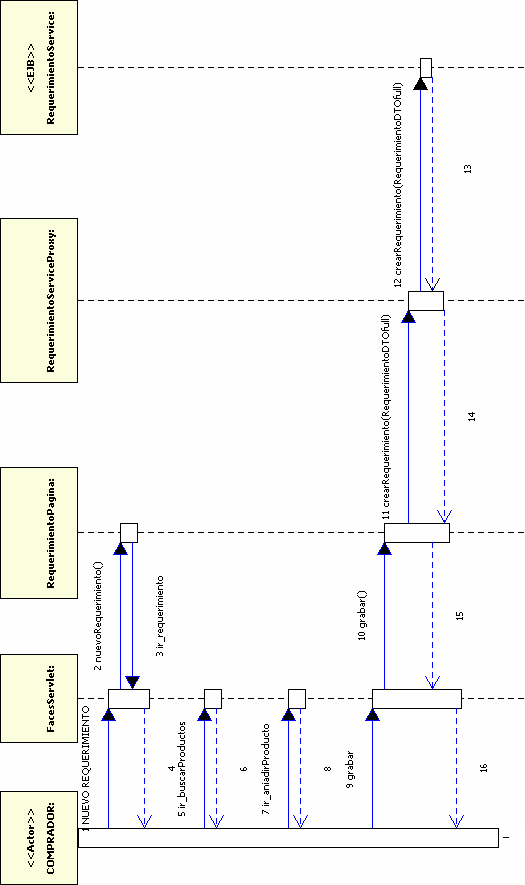 <<Actor>>
COMPRADOR:
FacesServlet:
RequerimientoPagina:
RequerimientoServiceProxy:
<<EJB>>
RequerimientoService:
1 NUEVO REQUERIMIENTO
2 nuevoRequerimiento()
3 ir_requerimiento
4
5 ir_buscarProductos
6
7 ir_aniadirProducto
8
9 grabar
10 grabar()
11 crearRequerimiento(RequerimientoDTOfull)
12 crearRequerimiento(RequerimientoDTOfull)
13
14
15
16